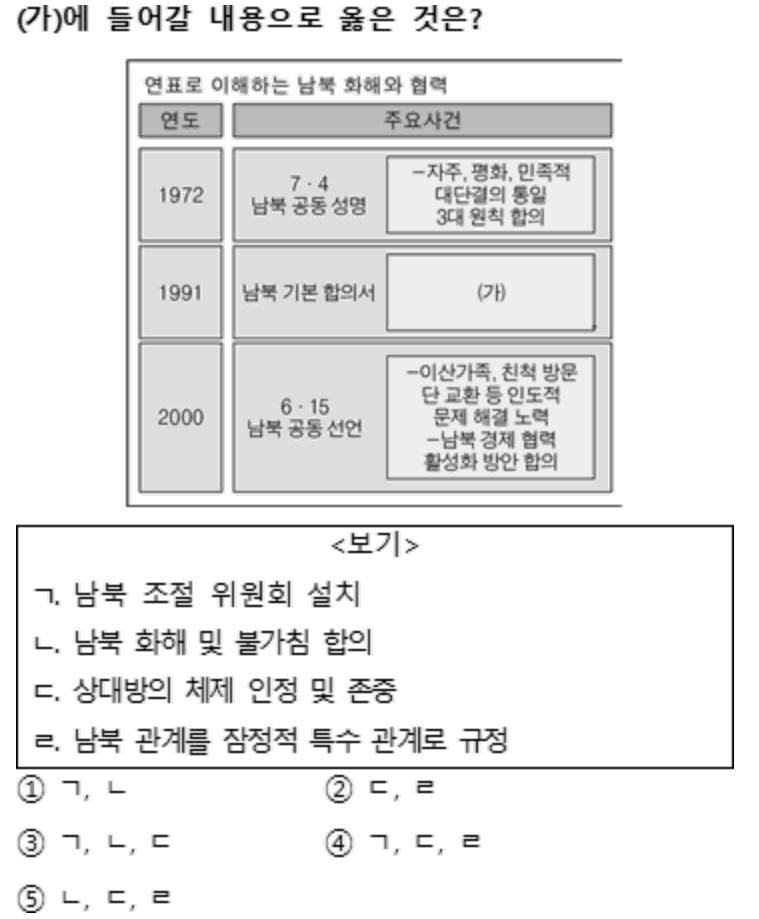 (가)에 들어갈 내용으로 옳은 것은?
연표로 이해하는 남북 화해와 협력
연도 주요사건
1972
7·4
남북 공동 성명
-자주, 평화, 민족적
대단결의 통일
3대 원칙 합의
1991
남북 기본 합의서
(가)
2000
6·15
남북 공동 선언
-이산가족, 친척 방문
단 교환 등 인도적
문제 해결 노력
-남북 경제 협력
활성화 방안 합의
<보기>
ㄱ. 남북 조절 위원회 설치
ㄴ. 남북 화해 및 불가침 합의
ㄷ. 상대방의 체제 인정 및 존중
ㄹ. 남북 관계를 잠정적 특수 관계로 규정
① ㄱ, ㄴ ② ㄷ, ㄹ
③ ㄱ, ㄴ, ㄷ ④ ㄱ, ㄷ, ㄹ
⑤ ㄴ, ㄷ, ㄹ